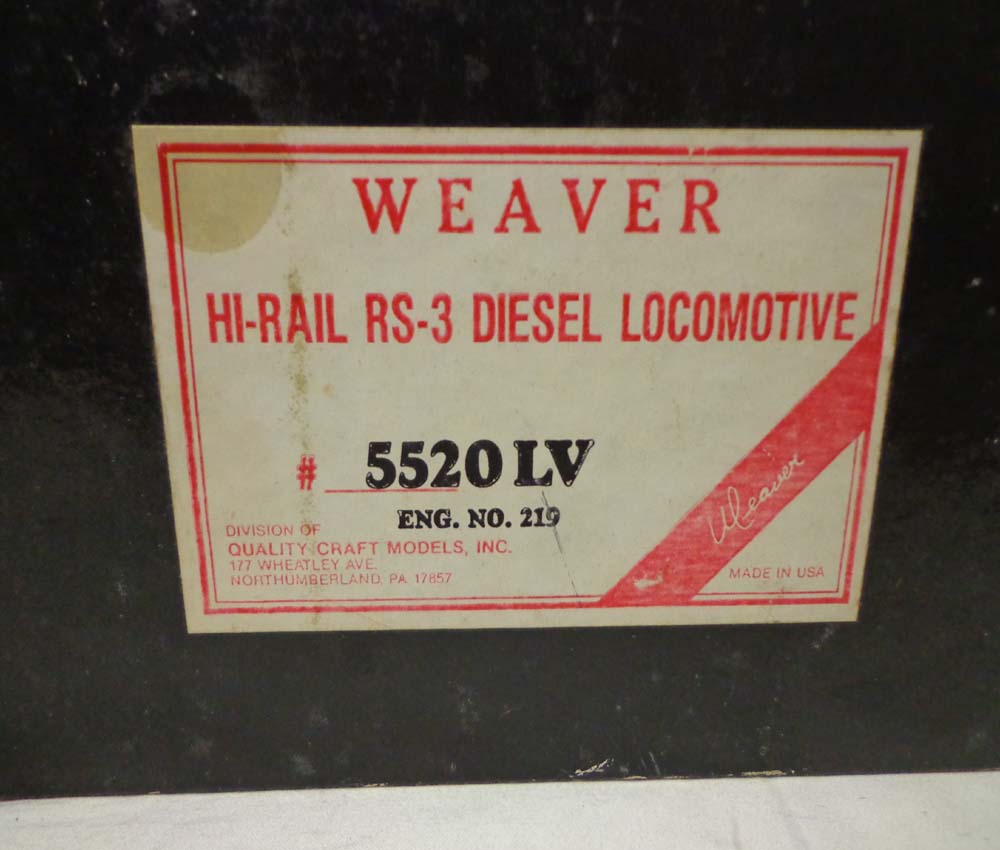 WEAVER
HI-RAIL RS-3 DIESEL LOCOMOTIVE
# 5520 LV
ENG. NO. 219
DIVISION OF
QUALITY CRAFT MODELS, INC.
177 WHEATLEY AVE.
NORTHUMBERLAND, PA 17857
Weaver
MADE IN USA